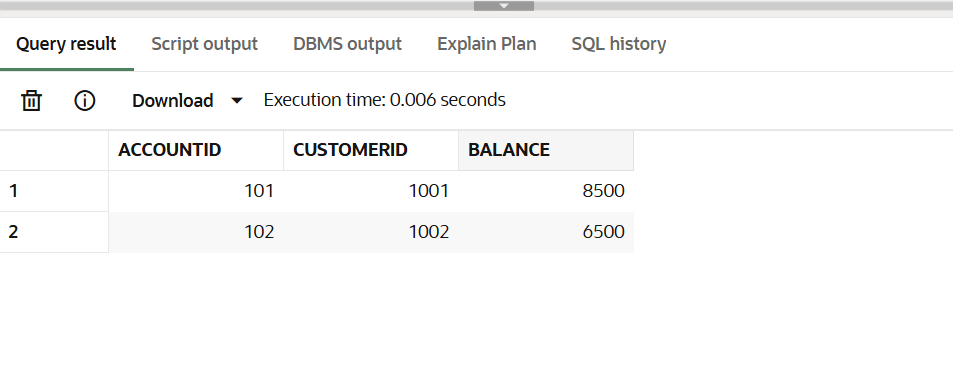 Query result Script output DBMS output Explain Plan SQL history
Download Execution time: 0.006 seconds
ACCOUNTID CUSTOMERID BALANCE
1 101 1001 8500
2 102 1002 6500